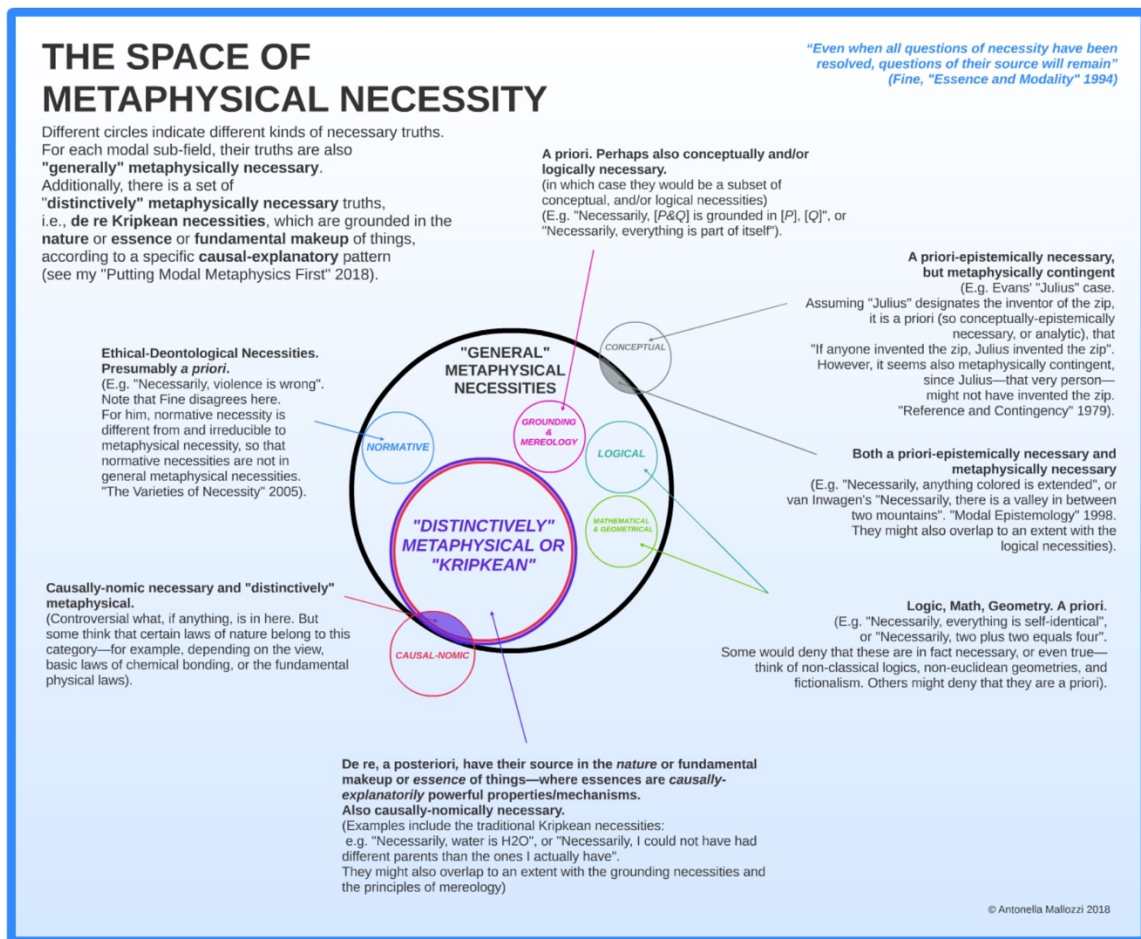 THE SPACE OF
METAPHYSICAL NECESSITY
"Even when all questions of necessity have been
resolved, questions of their source will remain"
(Fine, "Essence and Modality" 1994)
Different circles indicate different kinds of necessary truths.
For each modal sub-field, their truths are also
"generally" metaphysically necessary.
Additionally, there is a set of
"distinctively" metaphysically necessary truths,
i.e., de re Kripkean necessities, which are grounded in the
nature or essence or fundamental makeup of things,
according to a specific causal-explanatory pattern
(see my "Putting Modal Metaphysics First" 2018).
A priori. Perhaps also conceptually and/or
logically necessary.
(in which case they would be a subset of
conceptual, and/or logical necessities)
(E.g. "Necessarily, [P&Q] is grounded in [P], [Q]", or
"Necessarily, everything is part of itself").
A priori-epistemically necessary,
but metaphysically contingent
(E.g. Evans' "Julius" case.
Assuming "Julius" designates the inventor of the zip,
it is a priori (so conceptually-epistemically
necessary, or analytic), that
"If anyone invented the zip, Julius invented the zip".
However, it seems also metaphysically contingent,
since Julius—that very person—
might not have invented the zip.
"Reference and Contingency" 1979).
Ethical-Deontological Necessities.
Presumably a priori.
(E.g. "Necessarily, violence is wrong".
Note that Fine disagrees here.
For him, normative necessity is
different from and irreducible to
metaphysical necessity, so that
normative necessities are not in
general metaphysical necessities.
"The Varieties of Necessity" 2005).
"GENERAL"
METAPHYSICAL
NECESSITIES
CONCEPTUAL
NORMATIVE
GROUNDING
&
MEREOLOGY
LOGICAL
MATHEMATICAL
& GEOMETRICAL
"DISTINCTIVELY"
METAPHYSICAL OR
"KRIPKEAN"
CAUSAL-NOMIC
Both a priori-epistemically necessary and
metaphysically necessary
(E.g. "Necessarily, anything colored is extended", or
van Inwagen's "Necessarily, there is a valley in between
two mountains". "Modal Epistemology" 1998.
They might also overlap to an extent with the
logical necessities).
Causally-nomic necessary and "distinctively"
metaphysical.
(Controversial what, if anything, is in here. But
some think that certain laws of nature belong to this
category—for example, depending on the view,
basic laws of chemical bonding, or the fundamental
physical laws).
Logic, Math, Geometry. A priori.
(E.g. "Necessarily, everything is self-identical",
or "Necessarily, two plus two equals four".
Some would deny that these are in fact necessary, or even true—
think of non-classical logics, non-euclidean geometries, and
fictionalism. Others might deny that they are a priori).
De re, a posteriori, have their source in the nature or fundamental
makeup or essence of things—where essences are causally-
explanatorily powerful properties/mechanisms.
Also causally-nomically necessary.
(Examples include the traditional Kripkean necessities:
e.g. "Necessarily, water is H2O", or "Necessarily, I could not have had
different parents than the ones I actually have".
They might also overlap to an extent with the grounding necessities and
the principles of mereology)
© Antonella Mallozzi 2018